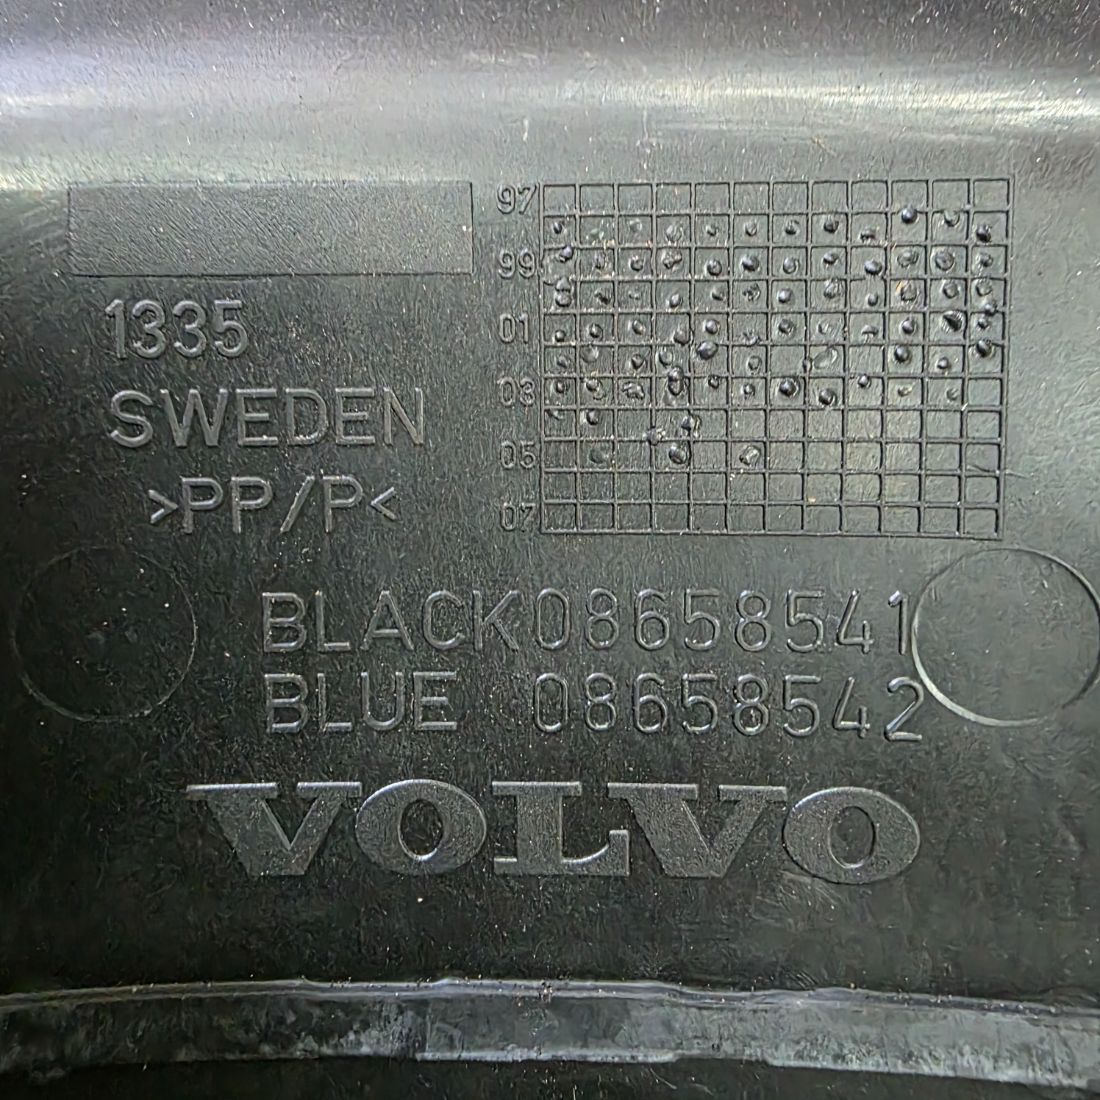 97
99
01
03
05
07
1335
SWEDEN
>PP/P<
BLACK08658541
BLUE 08658542
VOLVO